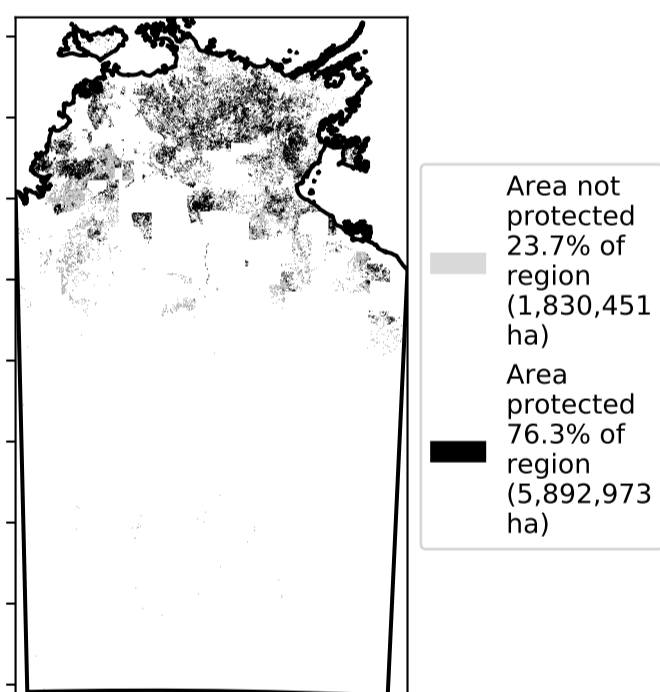 Area not
protected
23.7% of
region
(1,830,451
ha)
Area
protected
76.3% of
region
(5,892,973
ha)